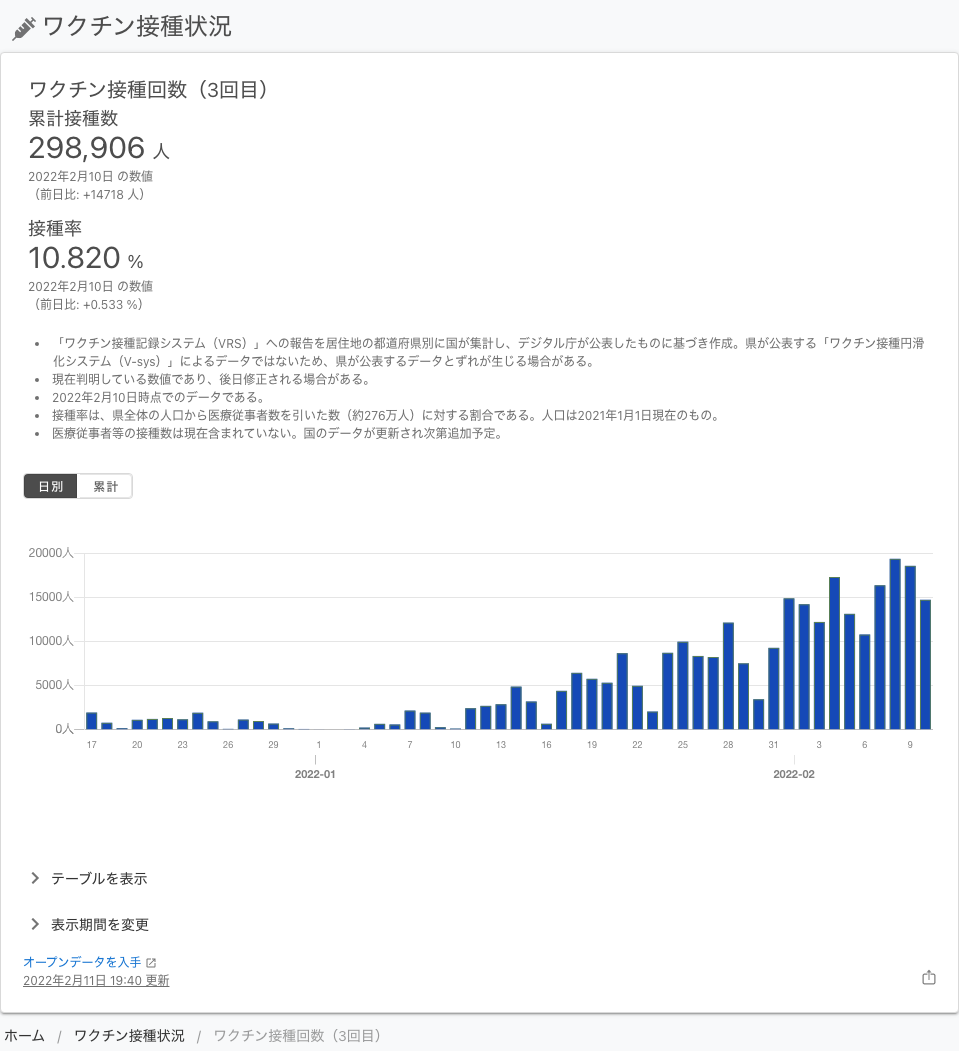 ワクチン接種状況
ワクチン接種回数（3回目）
累計接種数
298,906 人
2022年2月10日 の数値
（前日比: +14718 人）
接種率
10.820 %
2022年2月10日 の数値
（前日比: +0.533 %）
• 「ワクチン接種記録システム（VRS）」への報告を居住地の都道府県別に国が集計し、デジタル庁が公表したものに基づき作成。県が公表する「ワクチン接種円滑
化システム（V-sys）」によるデータではないため、県が公表するデータとずれが生じる場合がある。
• 現在判明している数値であり、後日修正される場合がある。
• 2022年2月10日時点でのデータである。
• 接種率は、県全体の人口から医療従事者数を引いた数（約276万人）に対する割合である。人口は2021年1月1日現在のもの。
• 医療従事者等の接種数は現在含まれていない。国のデータが更新され次第追加予定。
日別 累計
20000人
15000人
10000人
5000人
0人
17 20 23 26 29 1 4 7 10 13 16 19 22 25 28 31 3 6 9
2022-01 2022-02
テーブルを表示
表示期間を変更
オープンデータを入手
2022年2月11日 19:40 更新
ホーム / ワクチン接種状況 / ワクチン接種回数（3回目）